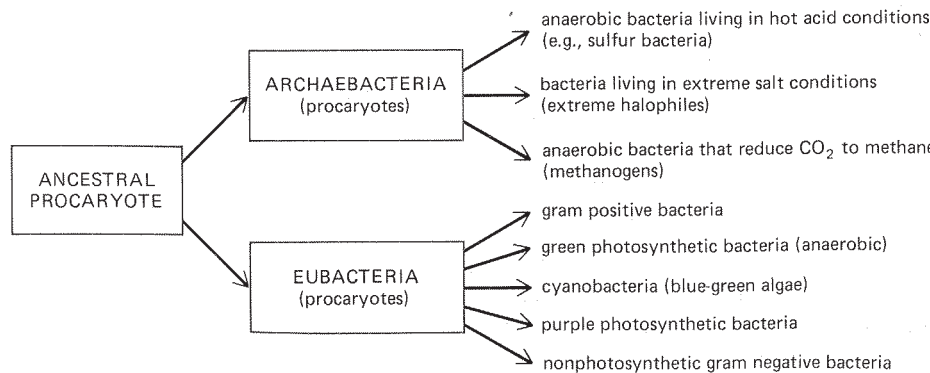 anaerobic bacteria living in hot acid conditions
(e.g., sulfur bacteria)
ARCHAEBACTERIA
(procaryotes)
bacteria living in extreme salt conditions
(extreme halophiles)
anaerobic bacteria that reduce CO₂ to methane
(methanogens)
ANCESTRAL
PROCARYOTE
gram positive bacteria
green photosynthetic bacteria (anaerobic)
EUBACTERIA
(procaryotes)
cyanobacteria (blue-green algae)
purple photosynthetic bacteria
nonphotosynthetic gram negative bacteria